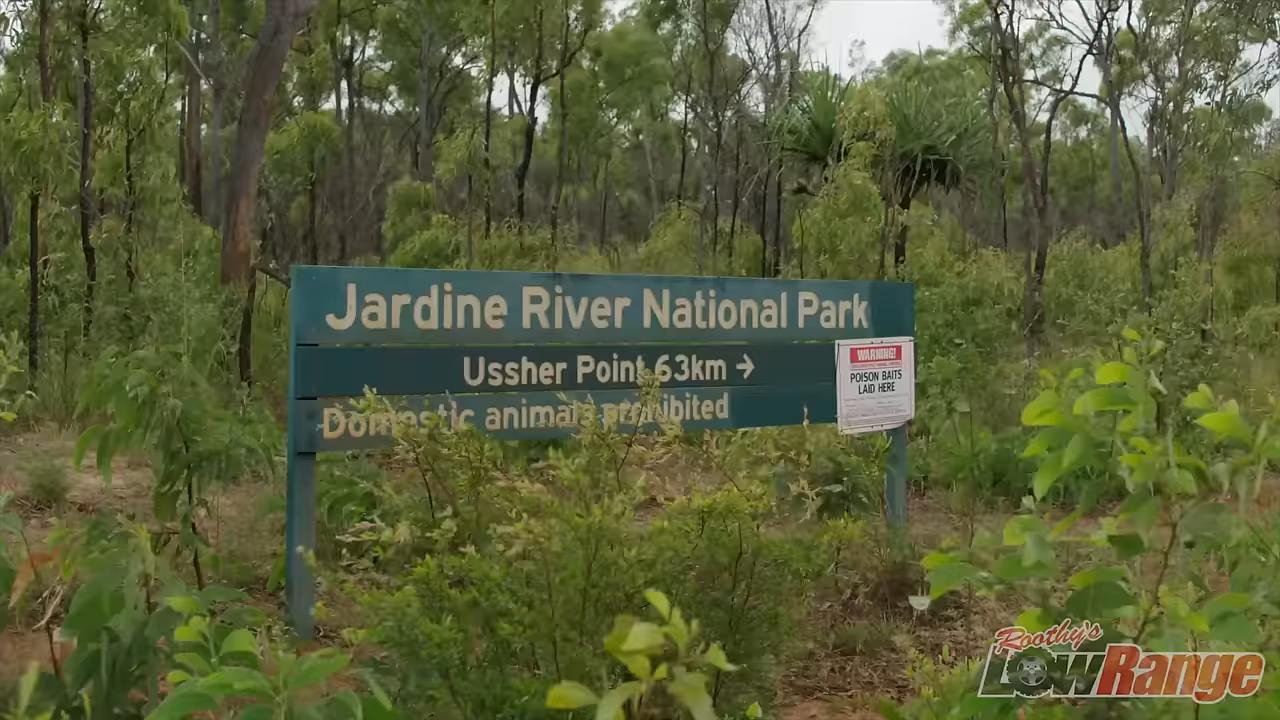 Jardine River National Park
Ussher Point 63km →
Domestic animals prohibited
WARNING!
POISON BAITS
LAID HERE
Roothy's
LowRange